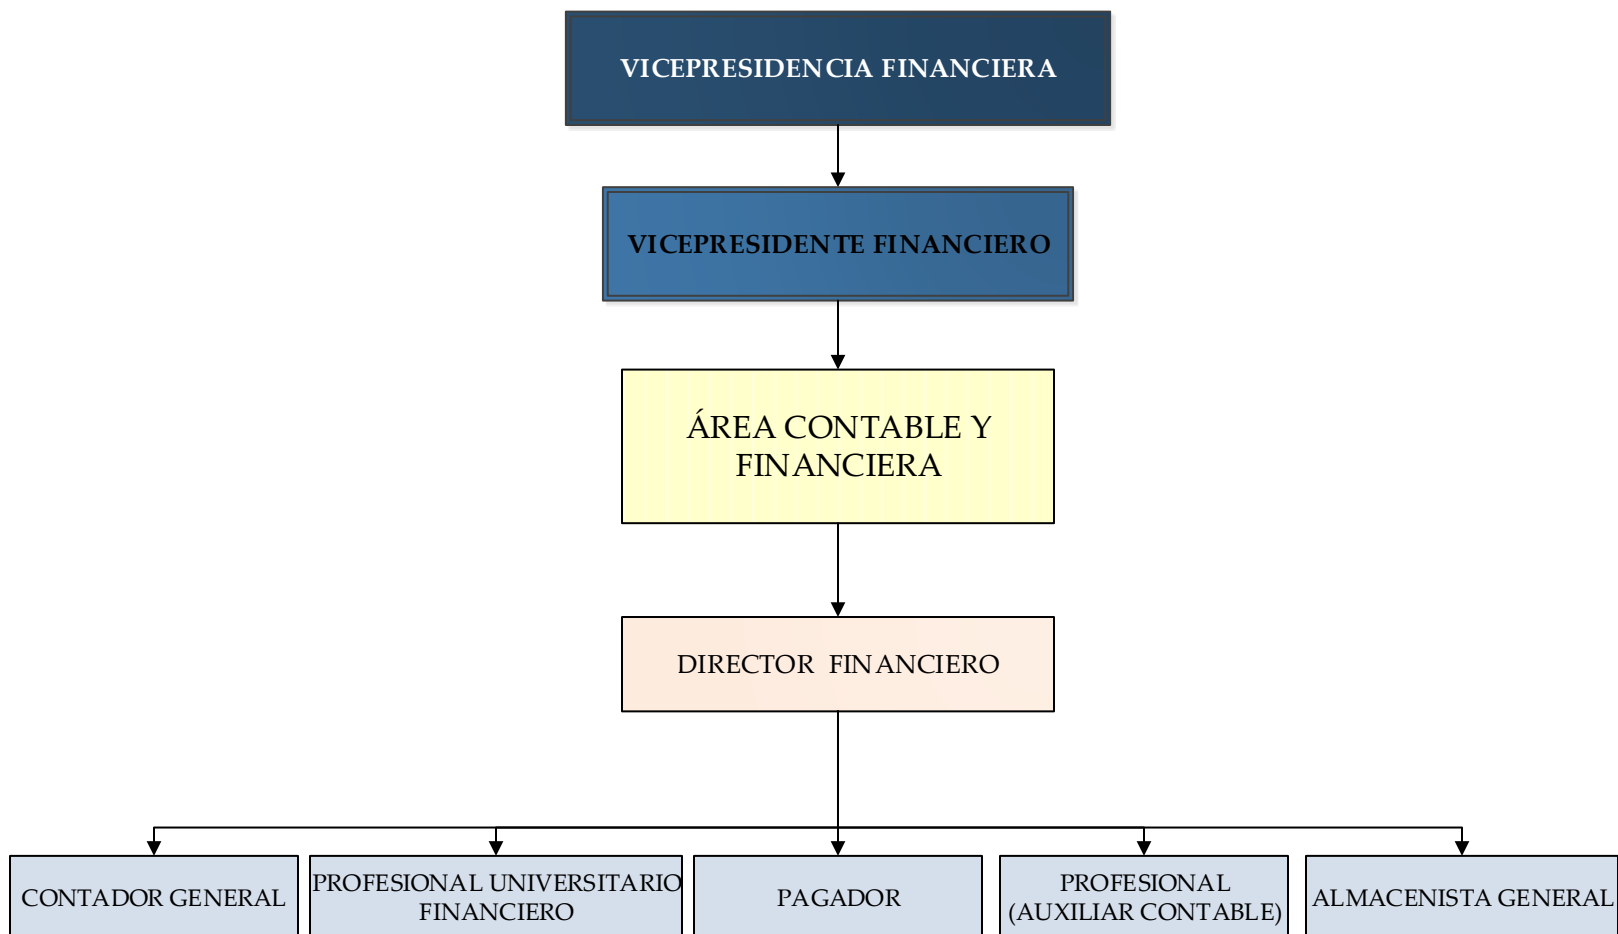 VICEPRESIDENCIA FINANCIERA
VICEPRESIDENTE FINANCIERO
ÁREA CONTABLE Y
FINANCIERA
DIRECTOR FINANCIERO
CONTADOR GENERAL
PROFESIONAL UNIVERSITARIO
FINANCIERO
PAGADOR
PROFESIONAL
(AUXILIAR CONTABLE)
ALMACENISTA GENERAL